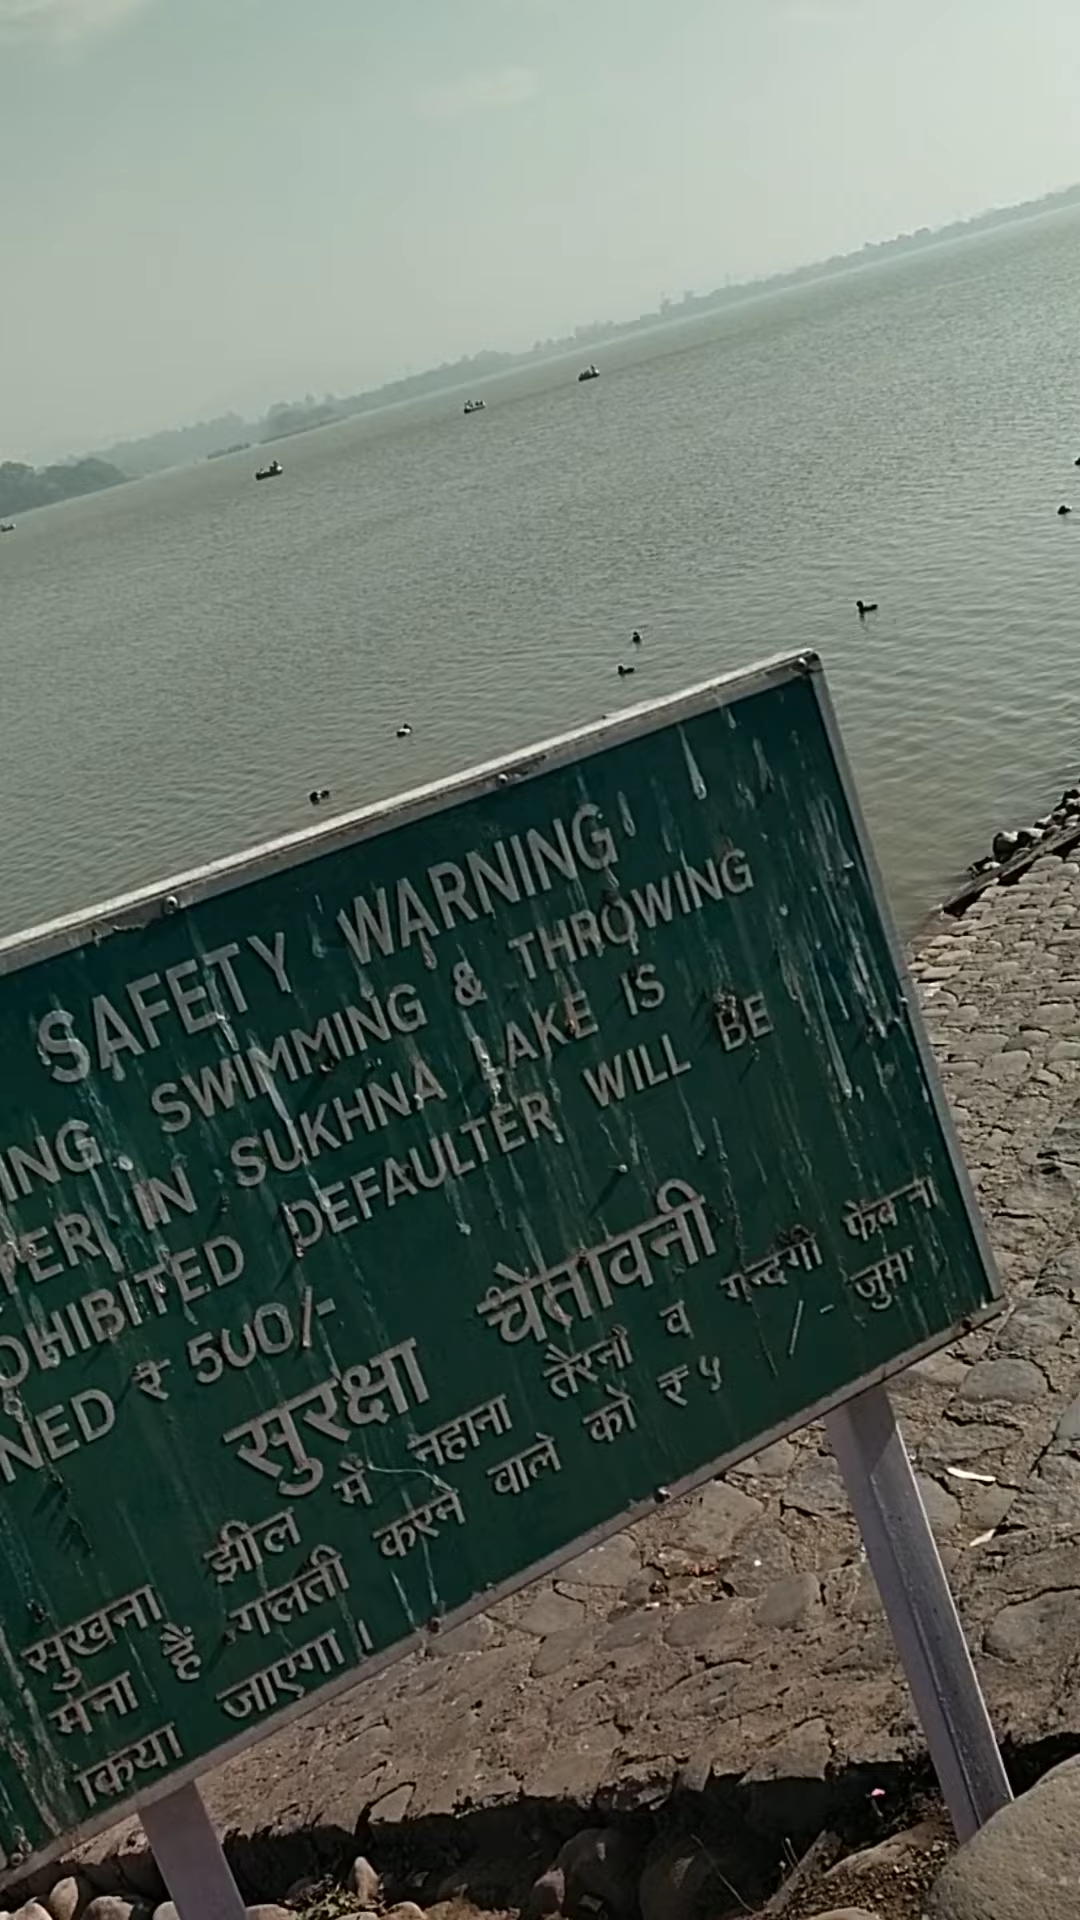 SAFETY WARNING
ING SWIMMING & THROWING
TER IN SUKHNA LAKE IS
OHIBITED DEFAULTER WILL BE
NED ₹ 500/-
सुरक्षा चेतावनी
सुखना झील में नहाना तैरना व गन्दगी फेंकना
मना हैं गलती करने वाले को ₹ ५ /- जुर्मा
किया जाएगा।